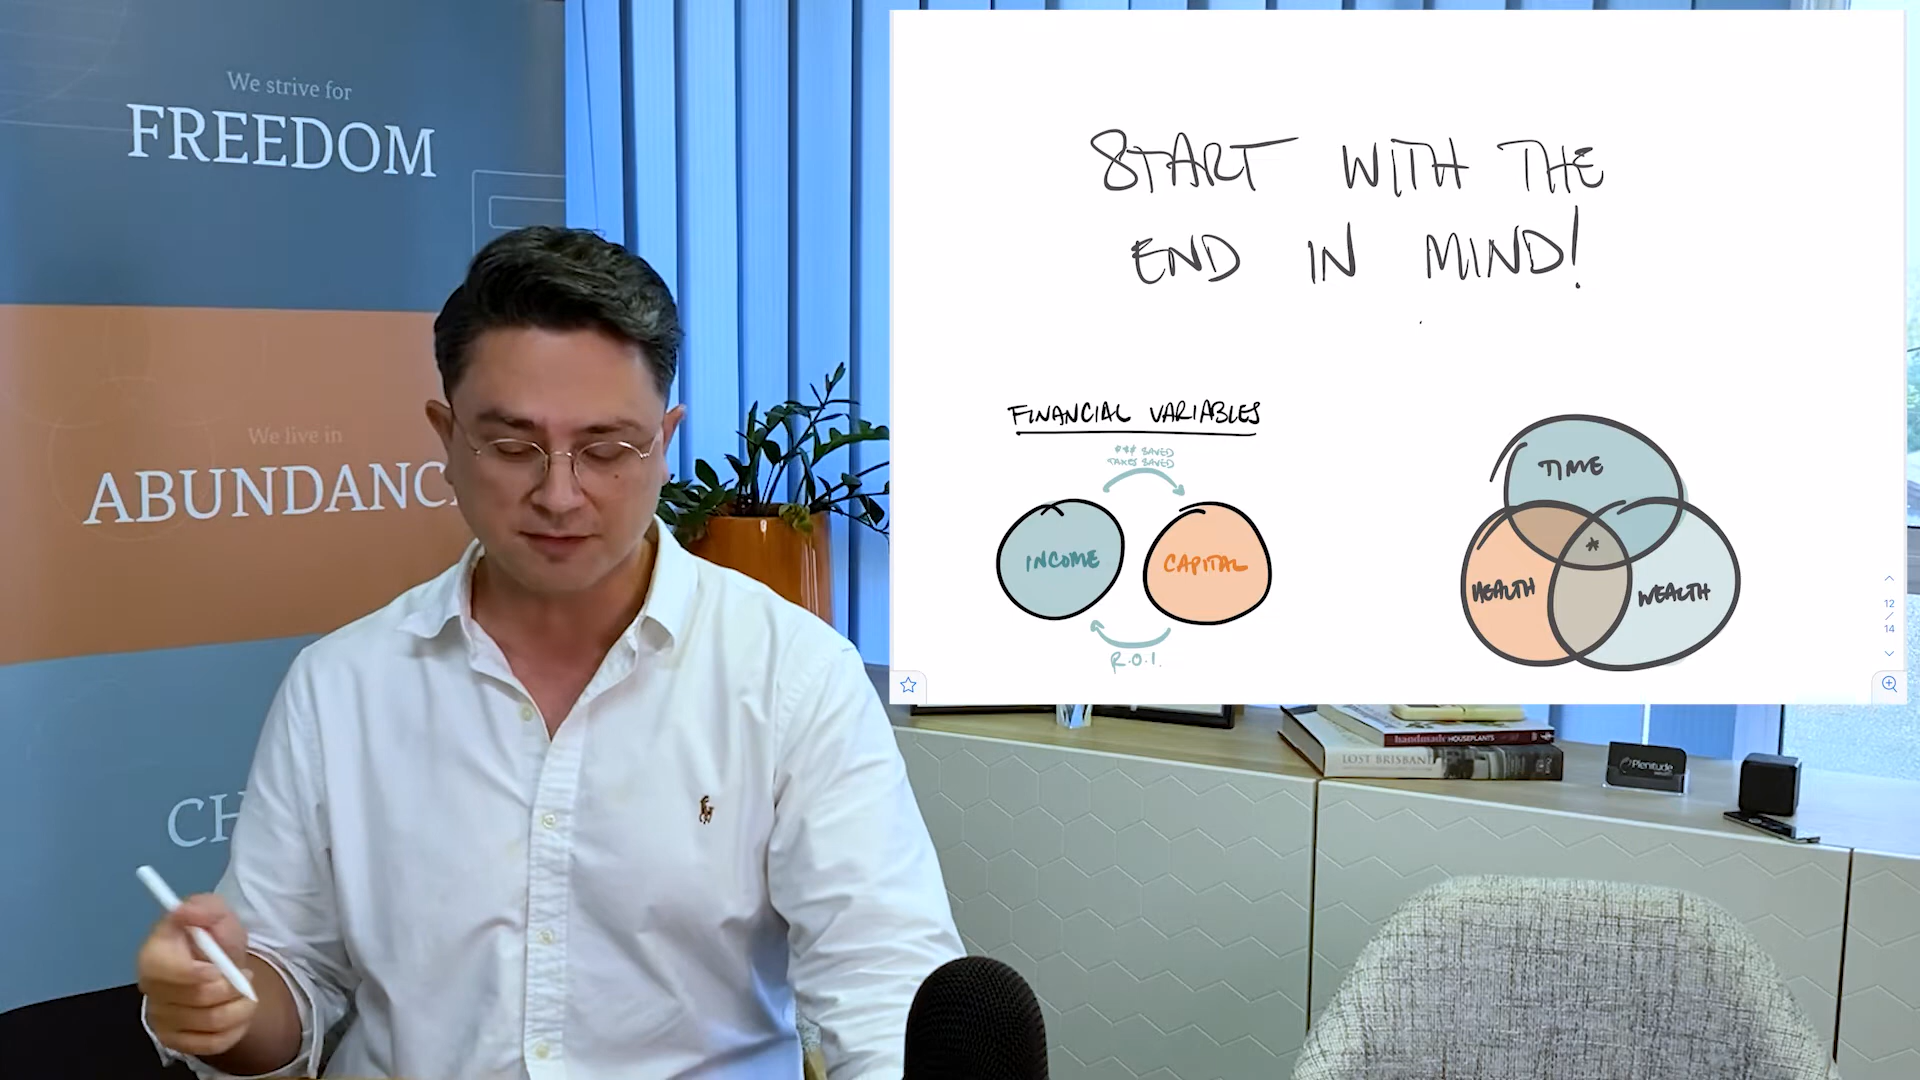 We strive for
FREEDOM
We live in
ABUNDANC
CH
START WITH THE
END IN MIND!
FINANCIAL VARIABLES
$$$ SAVED
TAXES SAVED
INCOME
CAPITAL
R.O.I.
TIME
HEALTH
WEALTH
*
12
/
14
handmade HOUSEPLANTS
LOST BRISBAN
Plenitude